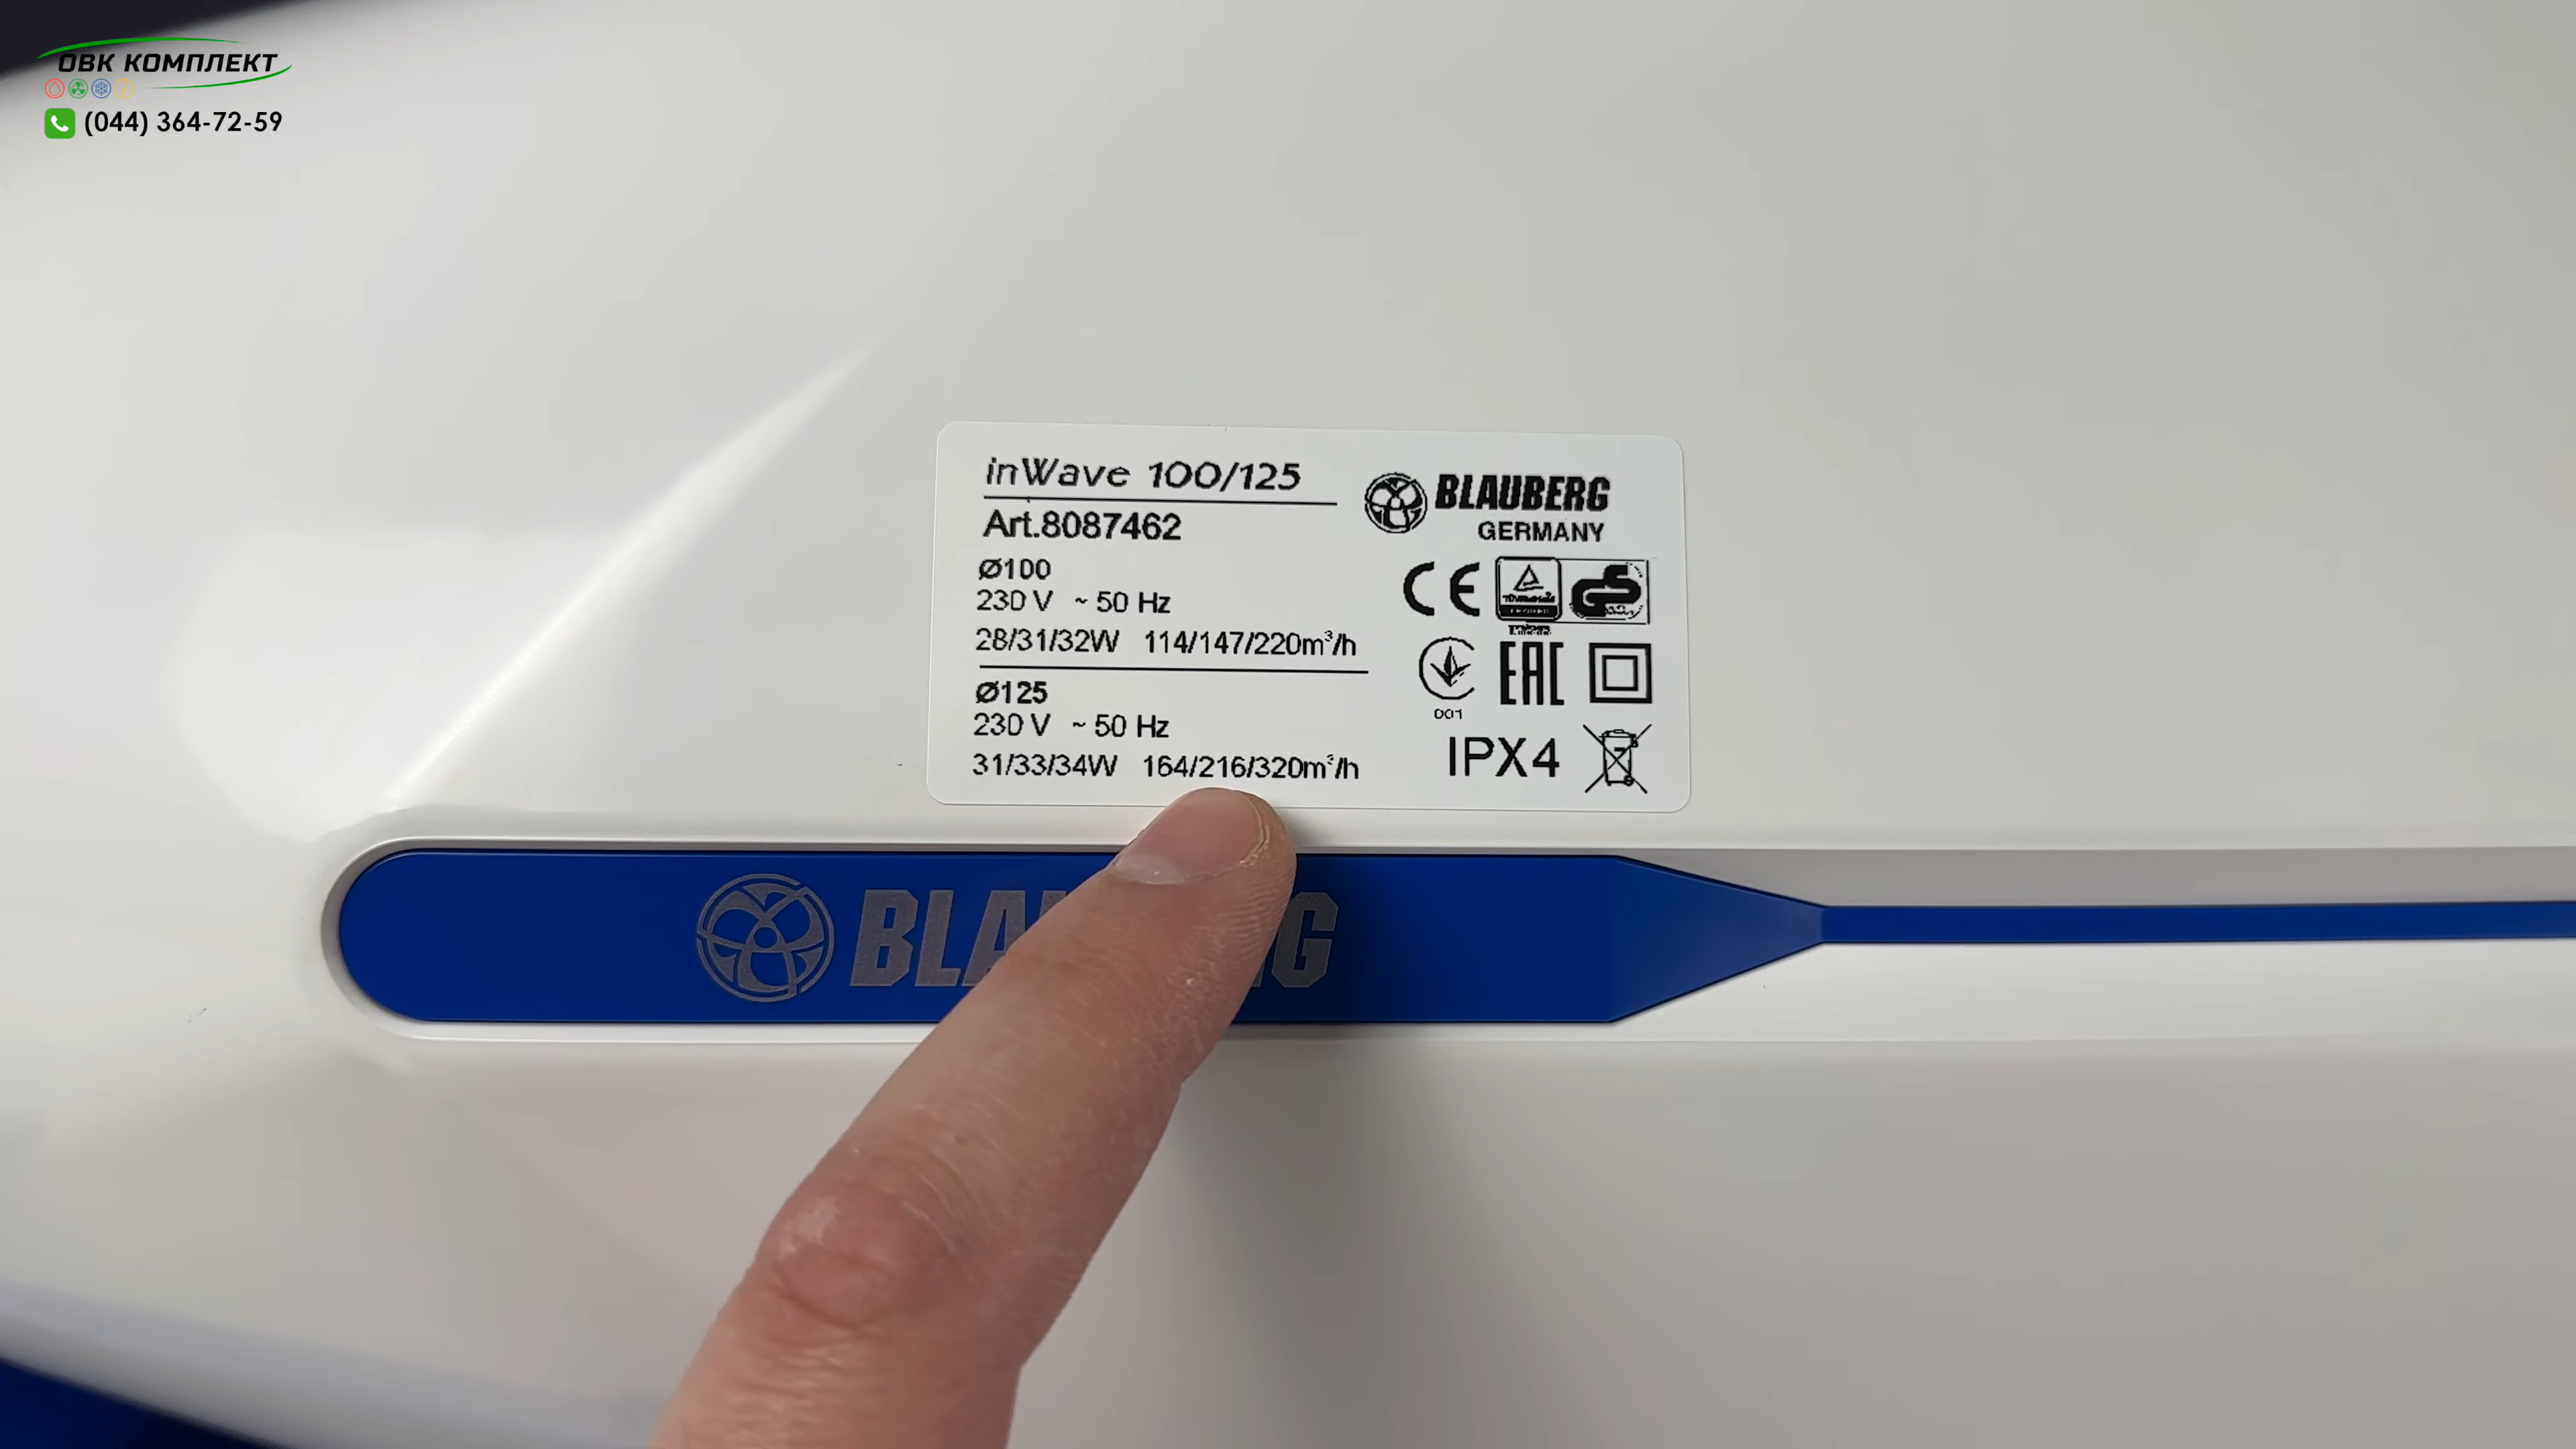 ОВК КОМПЛЕКТ
(044) 364-72-59
inWave 100/125
Art.8087462
Ø100
230 V ~ 50 Hz
28/31/32W 114/147/220m³/h
Ø125
230 V ~ 50 Hz
31/33/34W 164/216/320m³/h
BLAUBERG
GERMANY
CE
001
EAC
IPX4